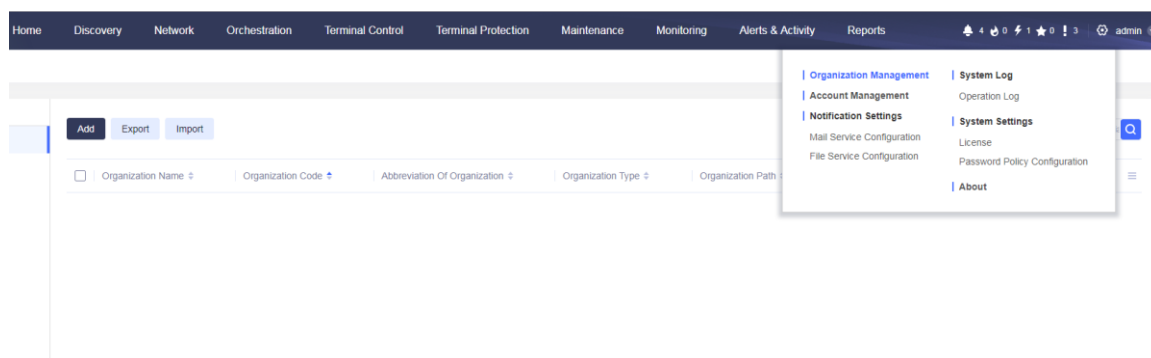 Home Discovery Network Orchestration Terminal Control Terminal Protection Maintenance Monitoring Alerts & Activity Reports 4 0 1 0 3 admin
Organization Management System Log
Account Management Operation Log
Notification Settings System Settings
Mail Service Configuration License
File Service Configuration Password Policy Configuration
About
Add Export Import
Organization Name Organization Code Abbreviation Of Organization Organization Type Organization Path